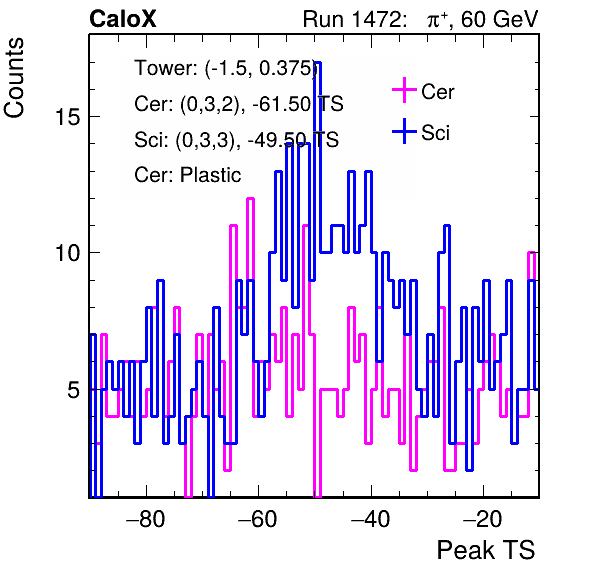 CaloX Run 1472: π⁺, 60 GeV
Counts
Tower: (-1.5, 0.375)
Cer: (0,3,2), -61.50 TS
Sci: (0,3,3), -49.50 TS
Cer: Plastic
Cer
Sci
15
10
5
−80 −60 −40 −20
Peak TS